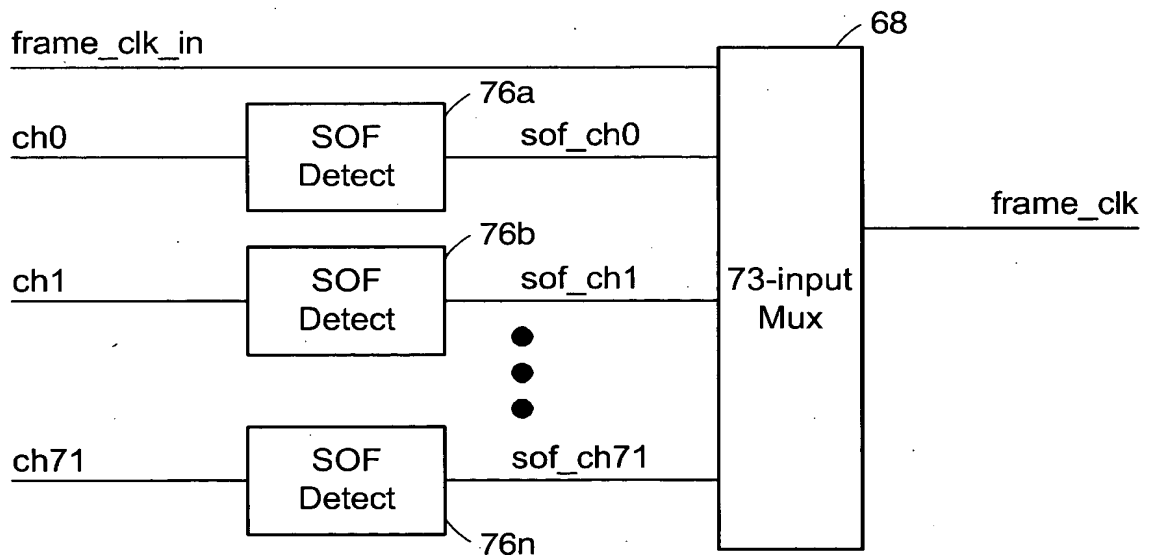 68
frame_clk_in
76a
ch0
SOF
Detect
sof_ch0
frame_clk
76b
ch1
SOF
Detect
sof_ch1
73-input
Mux
ch71
SOF
Detect
sof_ch71
76n